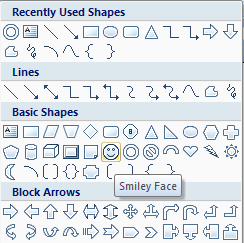 Recently Used Shapes
Lines
Basic Shapes
Smiley Face
Block Arrows